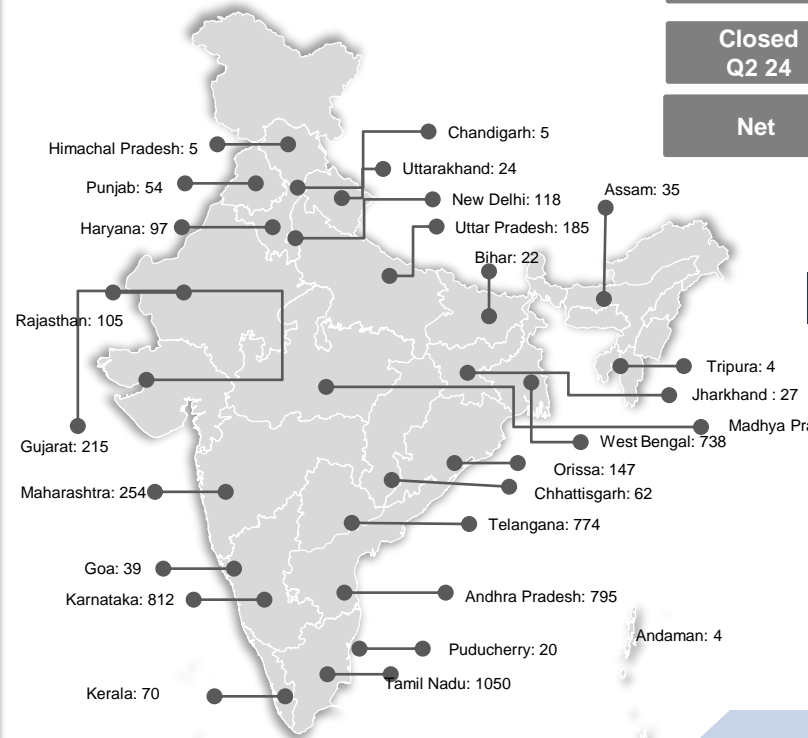 Closed
Q2 24
Net
Chandigarh: 5
Himachal Pradesh: 5
Uttarakhand: 24
Punjab: 54
Assam: 35
New Delhi: 118
Haryana: 97
Uttar Pradesh: 185
Bihar: 22
Rajasthan: 105
Tripura: 4
Jharkhand : 27
Madhya Pra
West Bengal: 738
Gujarat: 215
Orissa: 147
Maharashtra: 254
Chhattisgarh: 62
Telangana: 774
Goa: 39
Karnataka: 812
Andhra Pradesh: 795
Andaman: 4
Puducherry: 20
Tamil Nadu: 1050
Kerala: 70